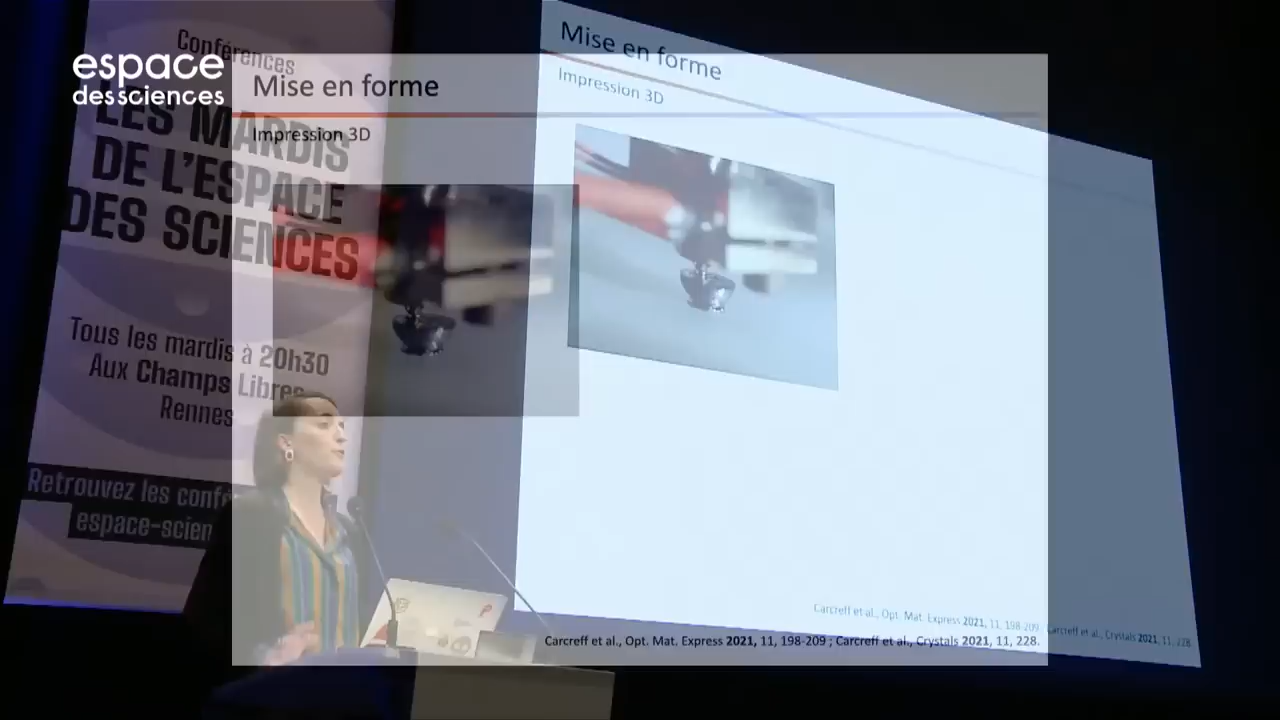 Conférences
espace
des sciences
LES MARDIS
DE L'ESPACE
DES SCIENCES
Tous les mardis à 20h30
Aux Champs Libres
Rennes
Retrouvez les conf
espace-scien
Mise en forme
Impression 3D
Mise en forme
Impression 3D
Carcreff et al., Opt. Mat. Express 2021, 11, 198-209 ; Carcreff et al., Crystals 2021, 11, 228
Carcreff et al., Opt. Mat. Express 2021, 11, 198-209 ; Carcreff et al., Crystals 2021, 11, 228.